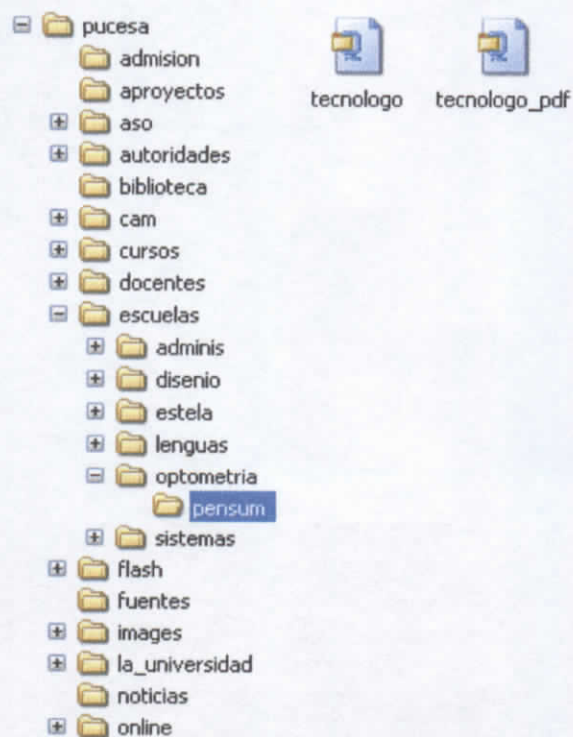 pucesa
admision
aproyectos
aso
autoridades
biblioteca
cam
cursos
docentes
escuelas
adminis
disenio
estela
lenguas
optometria
pensum
sistemas
flash
fuentes
images
la_universidad
noticias
online
tecnologo
tecnologo_pdf